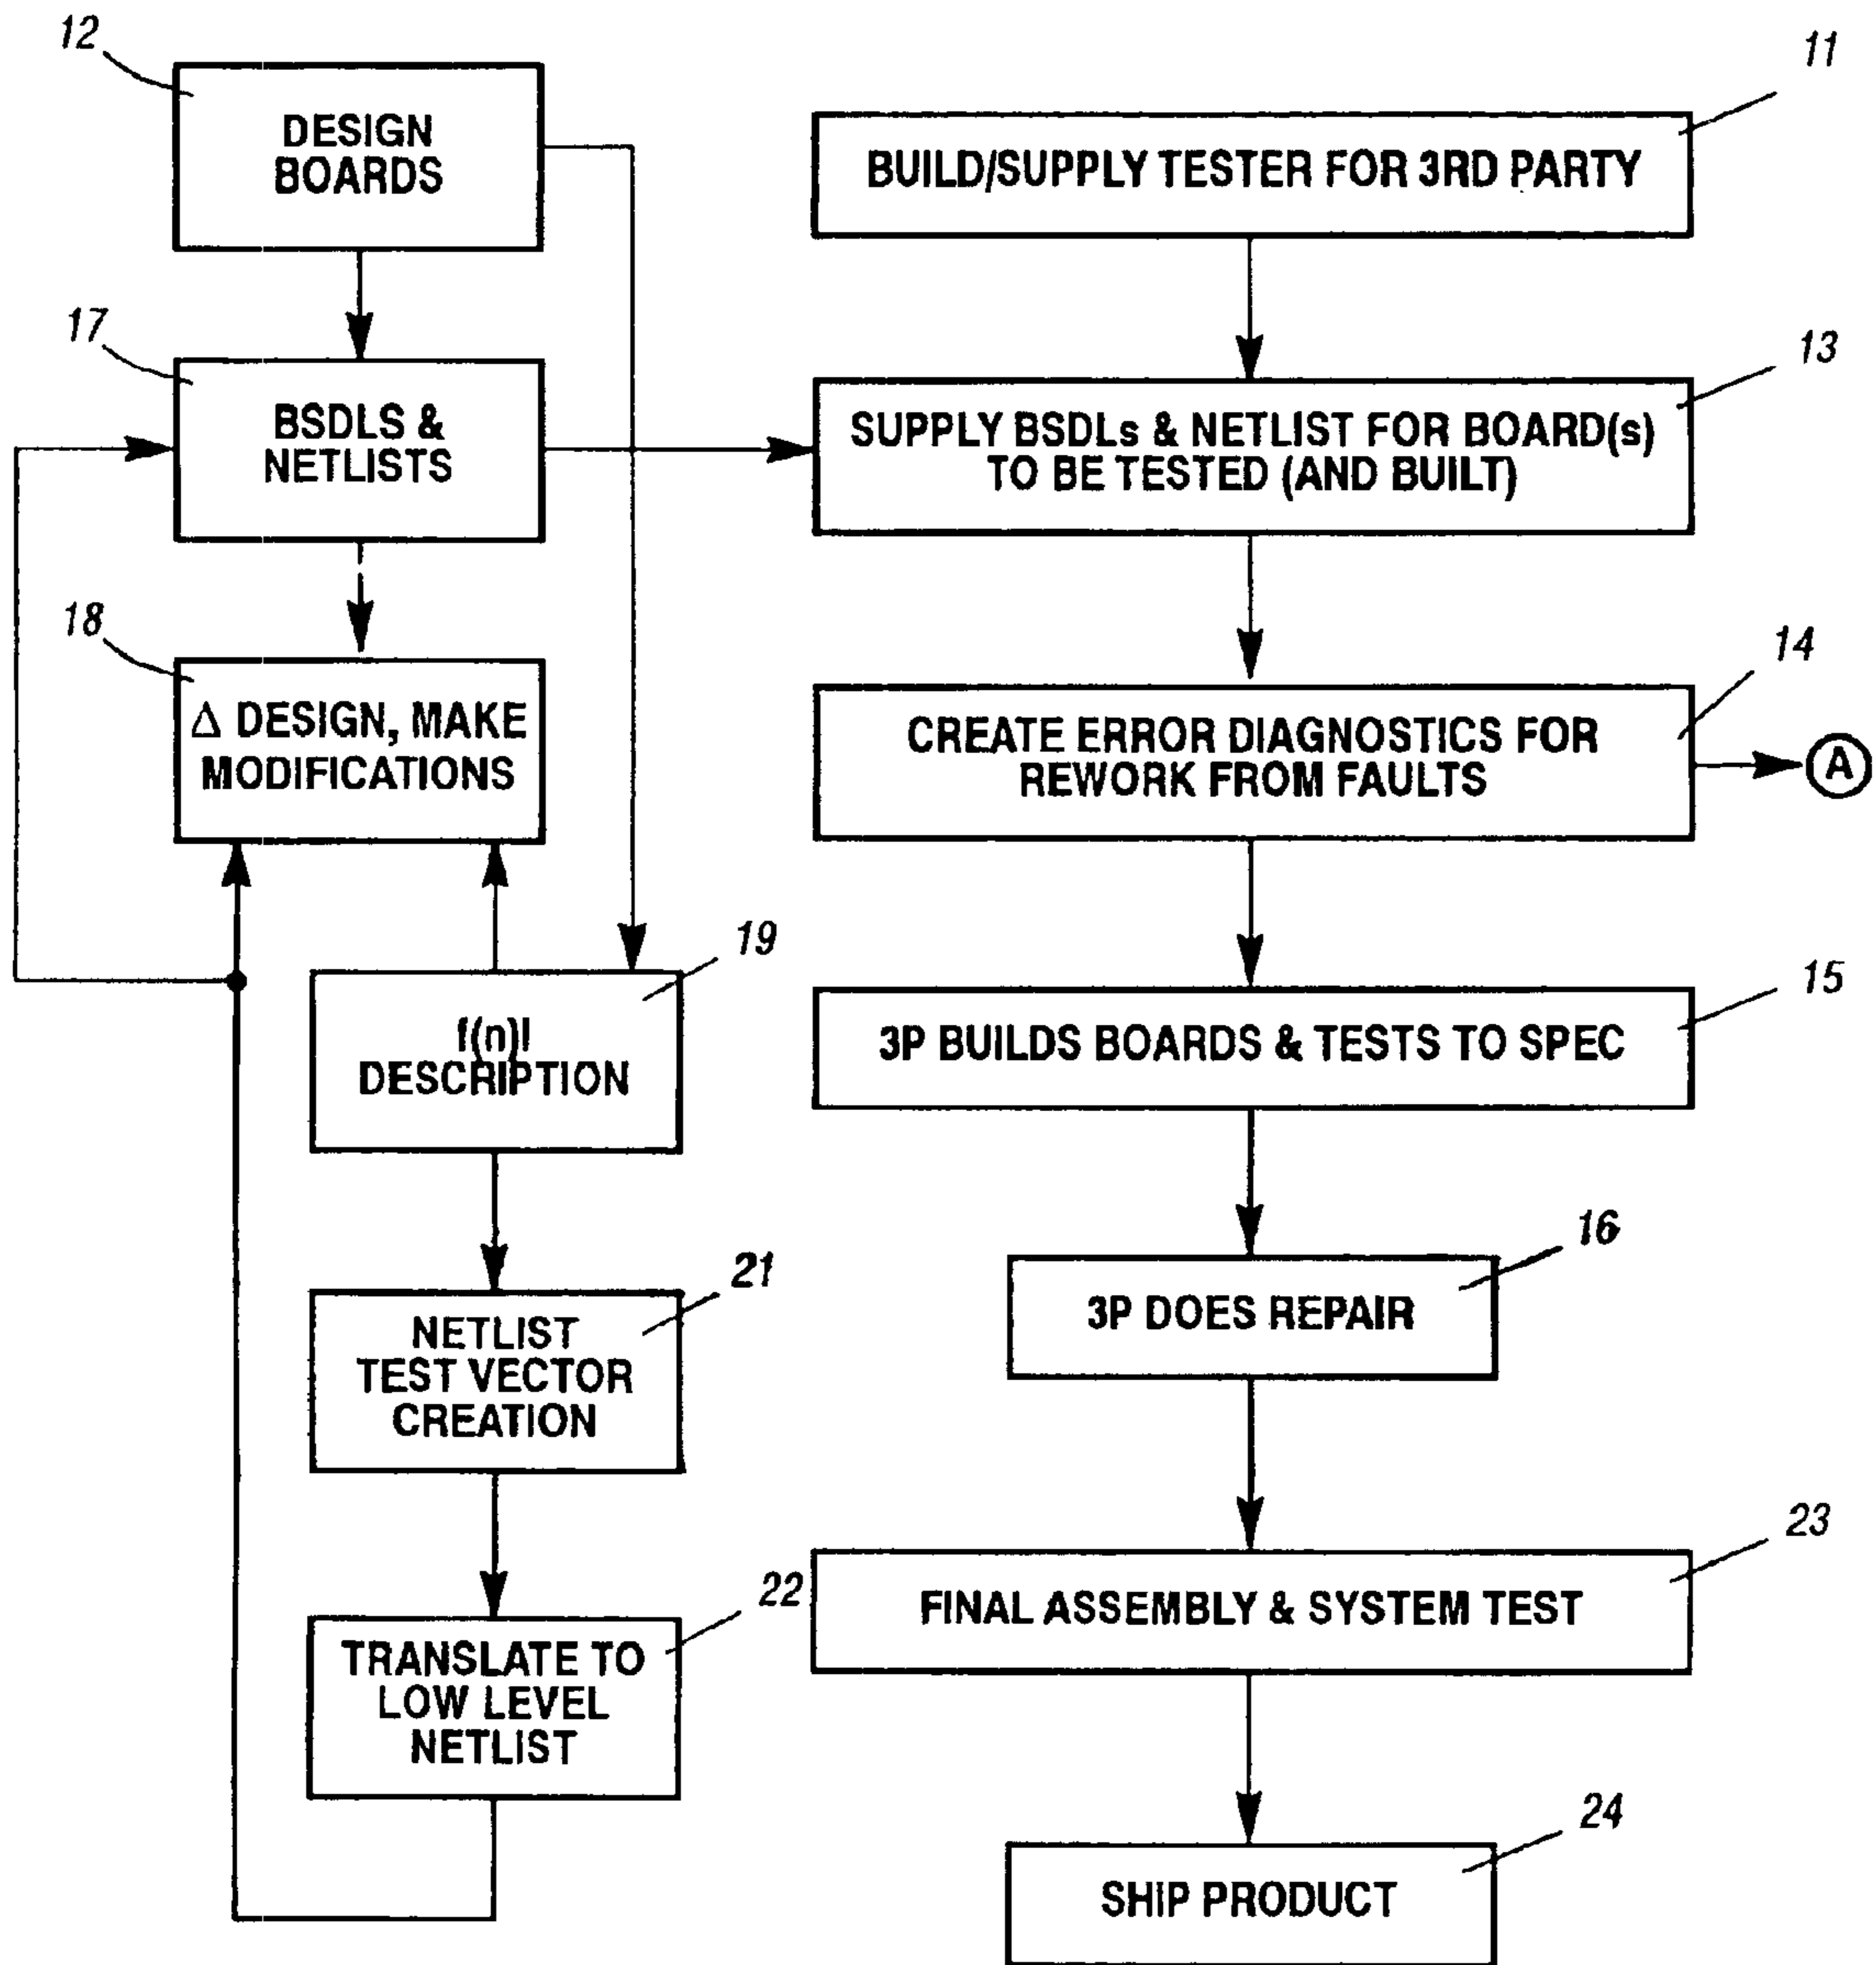 12
DESIGN
BOARDS
17
BSDLS &
NETLISTS
18
Δ DESIGN, MAKE
MODIFICATIONS
19
f(n)l
DESCRIPTION
21
NETLIST
TEST VECTOR
CREATION
22
TRANSLATE TO
LOW LEVEL
NETLIST
11
BUILD/SUPPLY TESTER FOR 3RD PARTY
13
SUPPLY BSDLs & NETLIST FOR BOARD(s)
TO BE TESTED (AND BUILT)
14
CREATE ERROR DIAGNOSTICS FOR
REWORK FROM FAULTS
A
15
3P BUILDS BOARDS & TESTS TO SPEC
16
3P DOES REPAIR
23
FINAL ASSEMBLY & SYSTEM TEST
24
SHIP PRODUCT